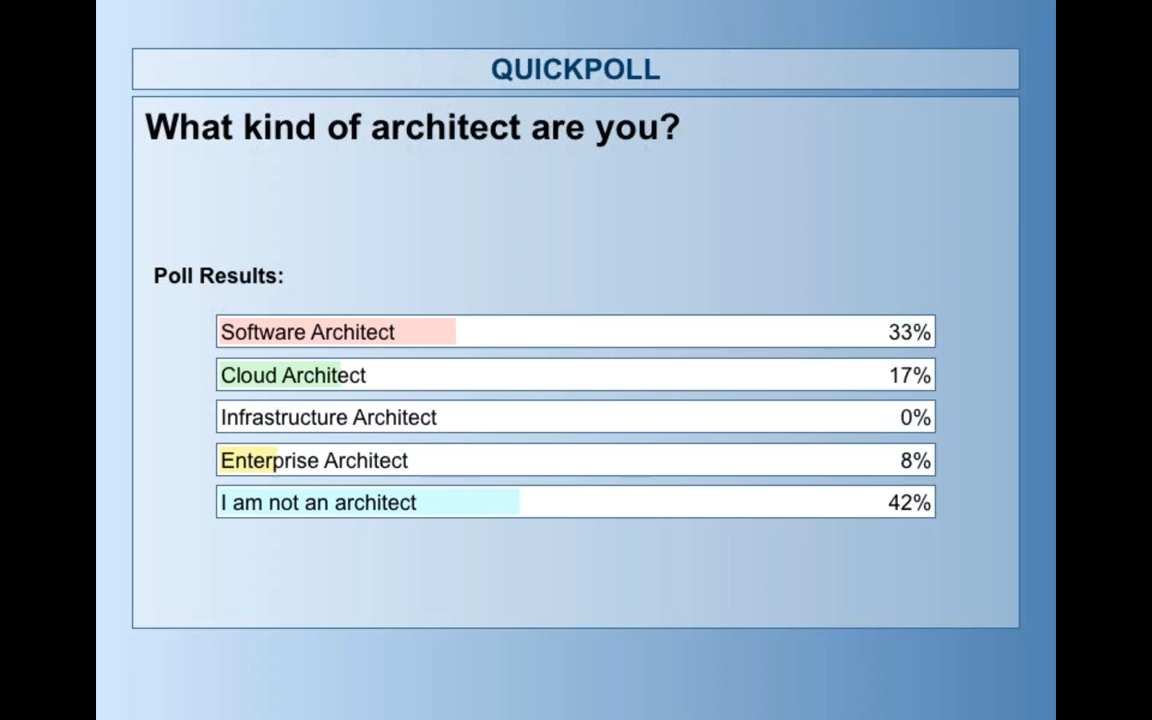 QUICKPOLL
What kind of architect are you?
Poll Results:
Software Architect 33%
Cloud Architect 17%
Infrastructure Architect 0%
Enterprise Architect 8%
I am not an architect 42%